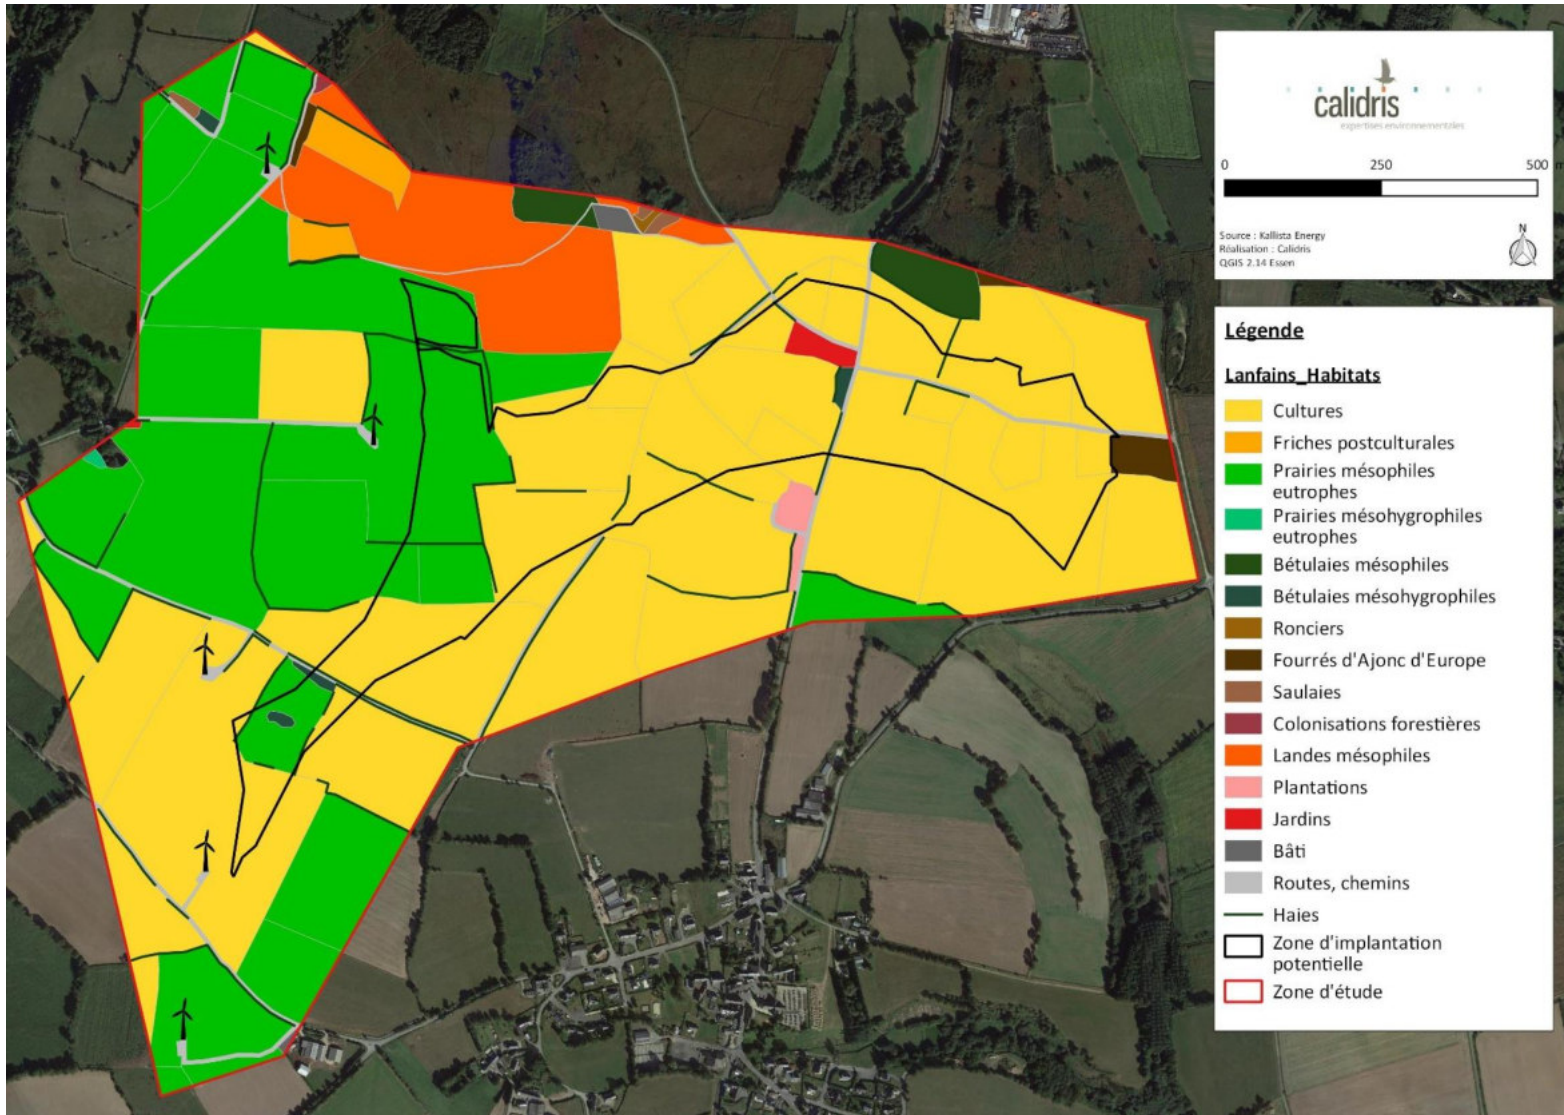 calidris
expertises environnementales
0 250 500 m
Source : Kallista Energy
Réalisation : Calidris
QGIS 2.14 Essen
N
Légende
Lanfains_Habitats
Cultures
Friches postculturales
Prairies mésophiles
eutrophes
Prairies mésohygrophiles
eutrophes
Bétulaies mésophiles
Bétulaies mésohygrophiles
Ronciers
Fourrés d'Ajonc d'Europe
Saulaies
Colonisations forestières
Landes mésophiles
Plantations
Jardins
Bâti
Routes, chemins
Haies
Zone d'implantation
potentielle
Zone d'étude